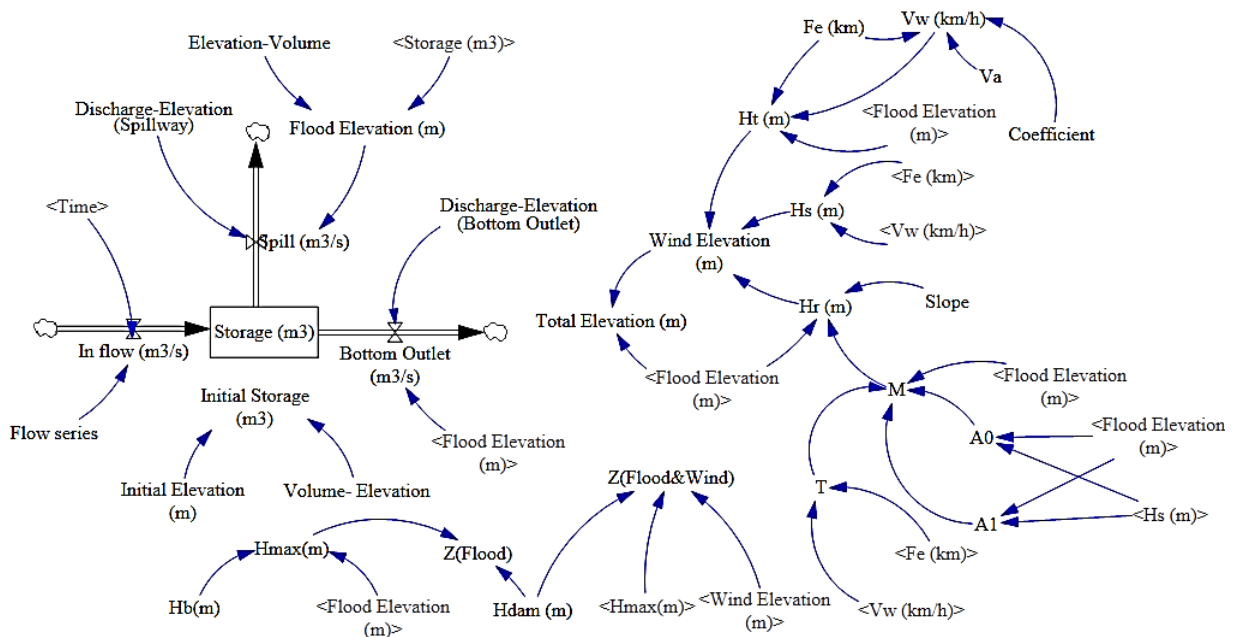 Elevation-Volume
<Storage (m3)>
Fe (km)
Vw (km/h)
Va
Coefficient
Discharge-Elevation
(Spillway)
Flood Elevation (m)
Ht (m)
<Flood Elevation
(m)>
<Fe (km)>
<Time>
Discharge-Elevation
(Bottom Outlet)
Hs (m)
<Vw (km/h)>
Spill (m3/s)
Wind Elevation
(m)
Hr (m)
Slope
Storage (m3)
Total Elevation (m)
In flow (m3/s)
Bottom Outlet
(m3/s)
<Flood Elevation
(m)>
M
<Flood Elevation
(m)>
Initial Storage
(m3)
Flow series
<Flood Elevation
(m)>
A0
<Flood Elevation
(m)>
Initial Elevation
(m)
Volume- Elevation
Z(Flood&Wind)
T
A1
<Hs (m)>
Hmax(m)
Z(Flood)
<Fe (km)>
Hb(m)
<Flood Elevation
(m)>
Hdam (m)
<Hmax(m)>
<Wind Elevation
(m)>
<Vw (km/h)>